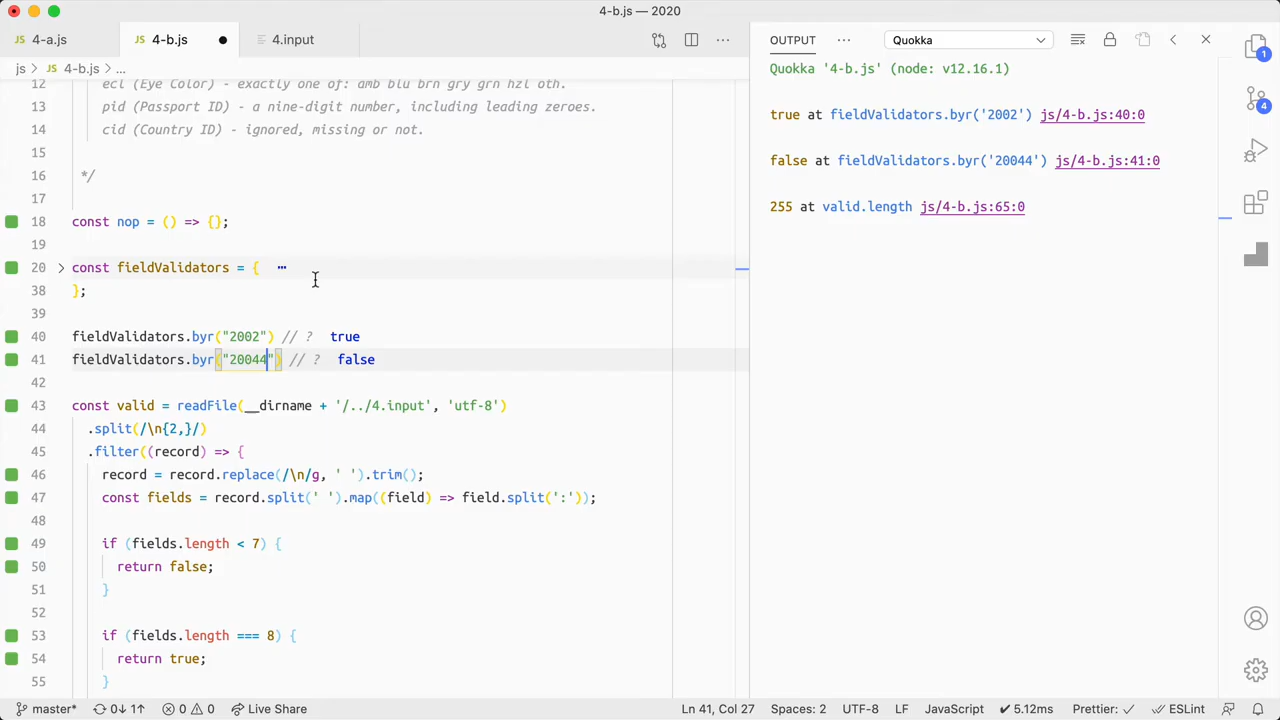 4-b.js — 2020
JS 4-a.js
JS 4-b.js
4.input
js > JS 4-b.js > ...
12 ecl (Eye Color) - exactly one of: amb blu brn gry grn hzl oth.
13 pid (Passport ID) - a nine-digit number, including leading zeroes.
14 cid (Country ID) - ignored, missing or not.
15
16 */
17
18 const nop = () => {};
19
20 const fieldValidators = { ⋯
38 };
39
40 fieldValidators.byr("2002") // ? true
41 fieldValidators.byr("20044") // ? false
42
43 const valid = readFile(__dirname + '/../4.input', 'utf-8')
44 .split(/\n{2,}/)
45 .filter((record) => {
46 record = record.replace(/\n/g, ' ').trim();
47 const fields = record.split(' ').map((field) => field.split(':'));
48
49 if (fields.length < 7) {
50 return false;
51 }
52
53 if (fields.length === 8) {
54 return true;
55 }
OUTPUT
Quokka
Quokka '4-b.js' (node: v12.16.1)
true at fieldValidators.byr('2002') js/4-b.js:40:0
false at fieldValidators.byr('20044') js/4-b.js:41:0
255 at valid.length js/4-b.js:65:0
1
4
master*
0↓ 1↑
0 0
Live Share
Ln 41, Col 27
Spaces: 2
UTF-8
LF
JavaScript
✓ 5.12ms
Prettier: ✓
ESLint